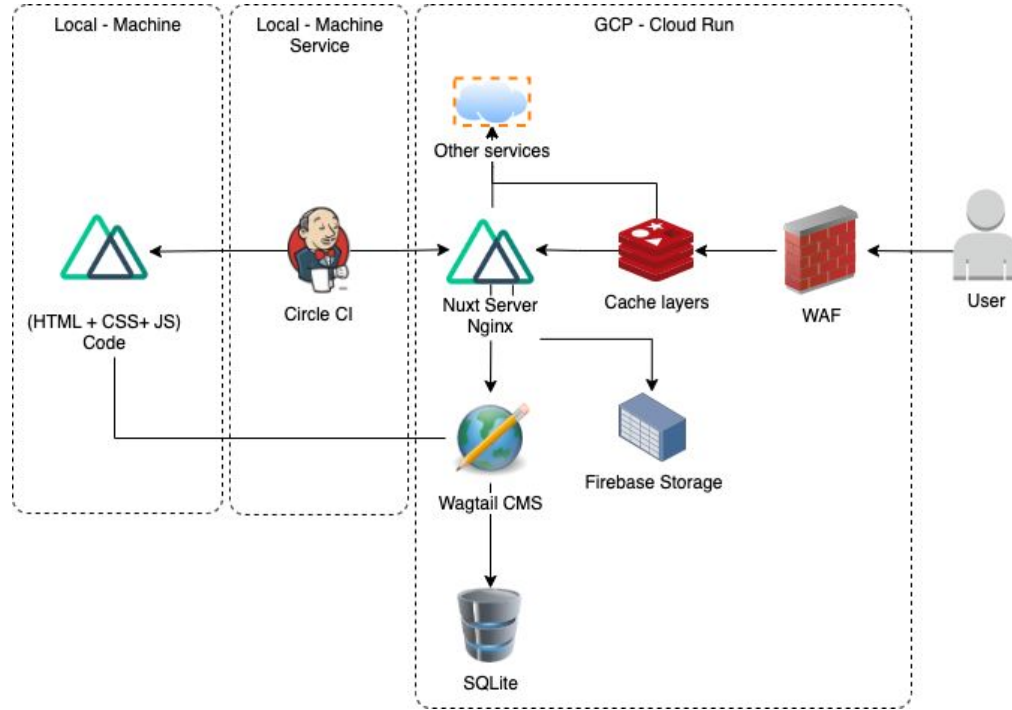 Local - Machine
Local - Machine
Service
GCP - Cloud Run
Other services
(HTML + CSS+ JS)
Code
Circle CI
Nuxt Server
Nginx
Cache layers
WAF
User
Wagtail CMS
Firebase Storage
SQLite